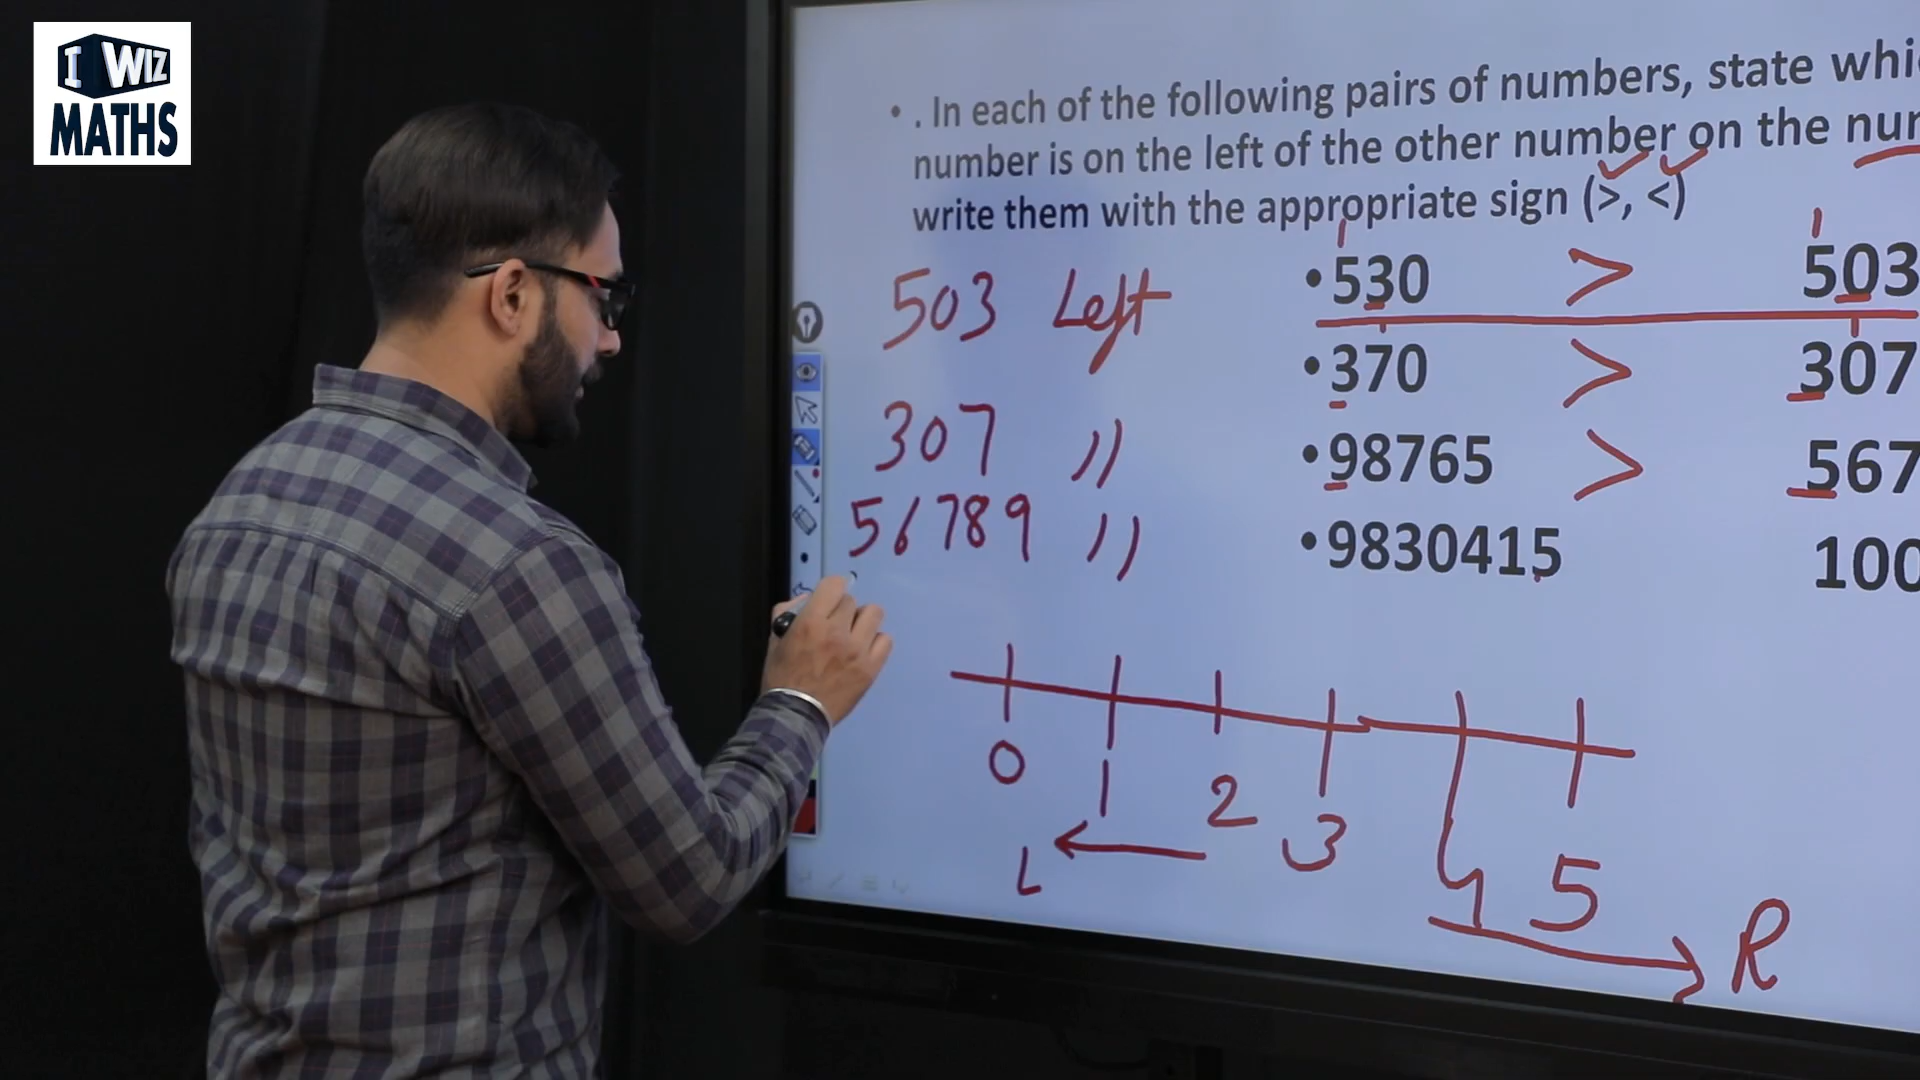 I WIZ
MATHS
• . In each of the following pairs of numbers, state
number is on the left of the other number on the
write them with the appropriate sign (>, <)
503 Left
•530 > 503
307 〃
•370 > 307
56789 〃
•98765 > 567
•9830415 100
0 1 2 3 4 5
L R